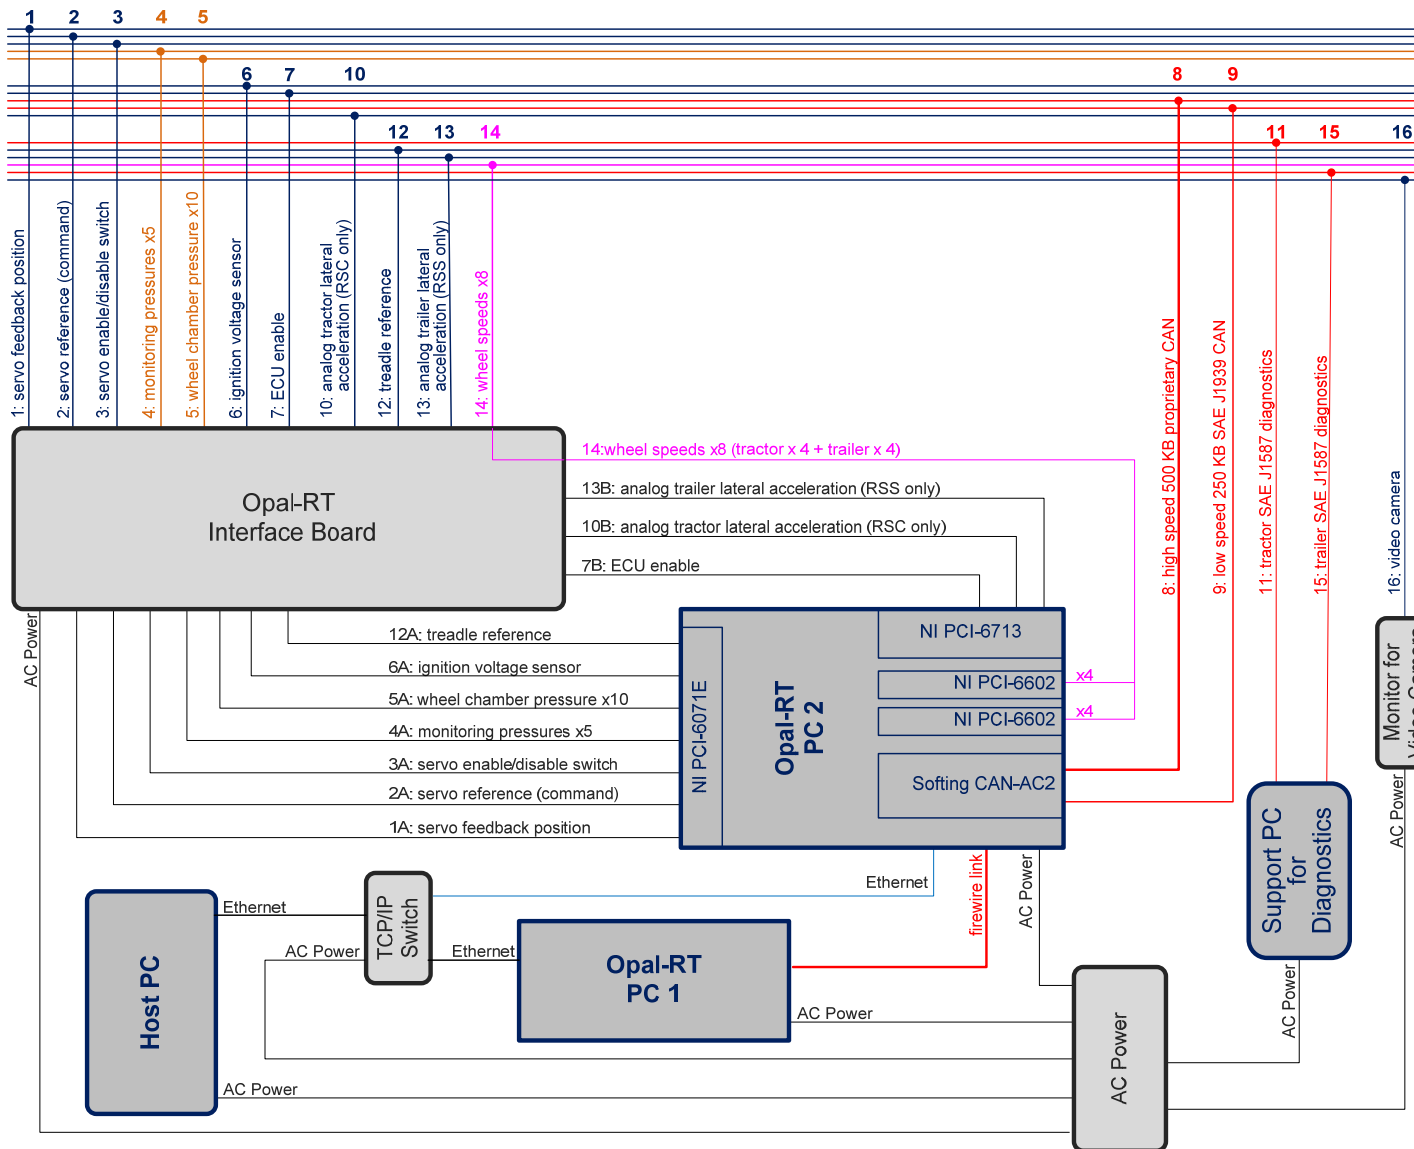 1 2 3 4 5
6 7 10 8 9
12 13 14 11 15 16
1: servo feedback position
2: servo reference (command)
3: servo enable/disable switch
4: monitoring pressures x5
5: wheel chamber pressure x10
6: ignition voltage sensor
7: ECU enable
10: analog tractor lateral
acceleration (RSC only)
12: treadle reference
13: analog trailer lateral
acceleration (RSS only)
14: wheel speeds x8
8: high speed 500 KB proprietary CAN
9: low speed 250 KB SAE J1939 CAN
11: tractor SAE J1587 diagnostics
15: trailer SAE J1587 diagnostics
16: video camera
Opal-RT
Interface Board
14:wheel speeds x8 (tractor x 4 + trailer x 4)
13B: analog trailer lateral acceleration (RSS only)
10B: analog tractor lateral acceleration (RSC only)
7B: ECU enable
AC Power
12A: treadle reference
6A: ignition voltage sensor
5A: wheel chamber pressure x10
4A: monitoring pressures x5
3A: servo enable/disable switch
2A: servo reference (command)
1A: servo feedback position
NI PCI-6071E
Opal-RT
PC 2
NI PCI-6713
NI PCI-6602
x4
NI PCI-6602
x4
Softing CAN-AC2
Monitor for
AC Power
Support PC
for
Diagnostics
AC Power
Ethernet
firewire link
AC Power
Host PC
Ethernet
AC Power
TCP/IP
Switch
Ethernet
Opal-RT
PC 1
AC Power
AC Power
AC Power